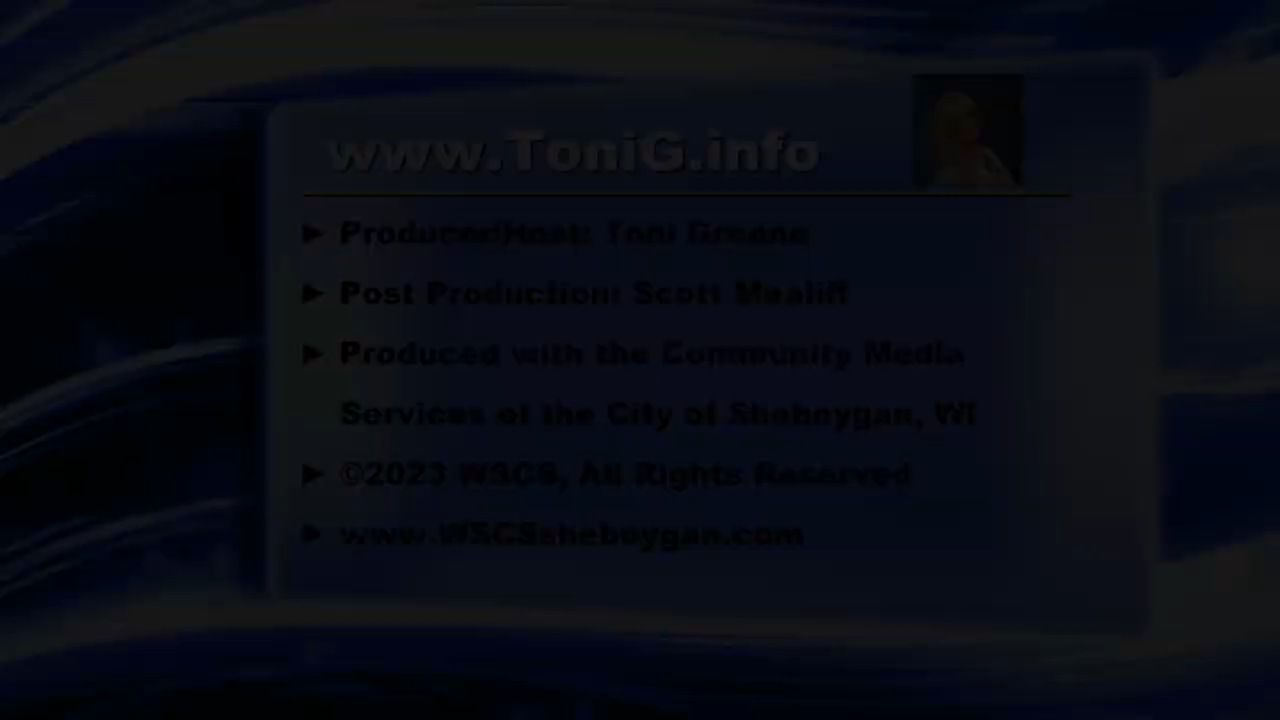 www.ToniG.info
► Producer/Host: Toni Greene
► Post Production: Scott Mealiff
► Produced with the Community Media
Services of the City of Sheboygan, WI
► ©2023 WSCS, All Rights Reserved
► www.WSCSsheboygan.com